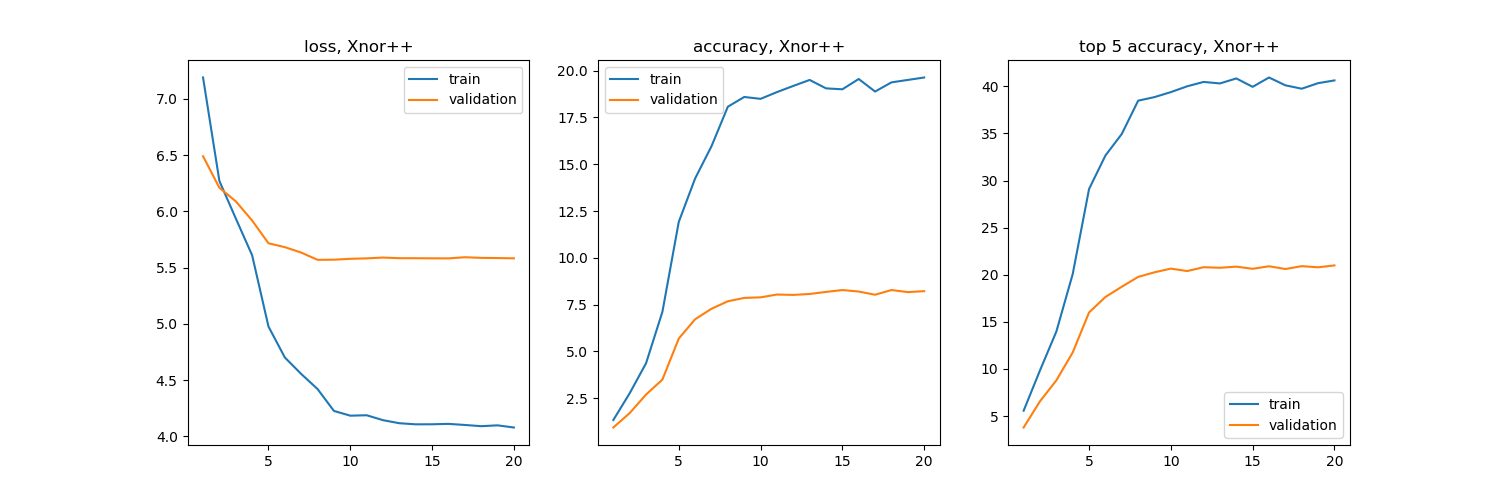 loss, Xnor++
train
validation
7.0
6.5
6.0
5.5
5.0
4.5
4.0
5 10 15 20
accuracy, Xnor++
train
validation
20.0
17.5
15.0
12.5
10.0
7.5
5.0
2.5
5 10 15 20
top 5 accuracy, Xnor++
40
35
30
25
20
15
10
5
train
validation
5 10 15 20